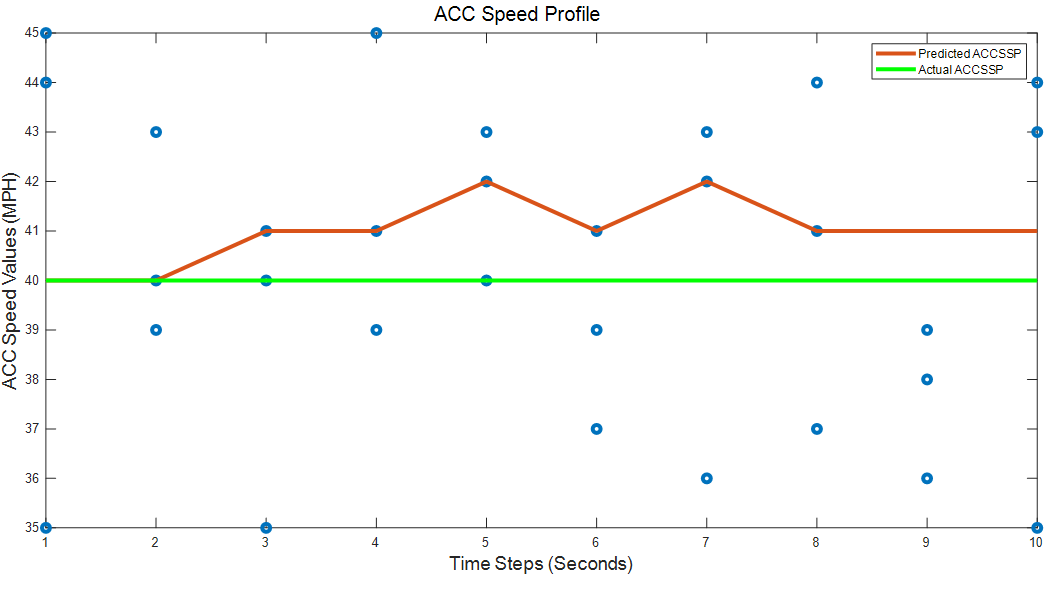 ACC Speed Profile
Predicted ACCSSP
Actual ACCSSP
ACC Speed Values (MPH)
45
44
43
42
41
40
39
38
37
36
35
1 2 3 4 5 6 7 8 9 10
Time Steps (Seconds)